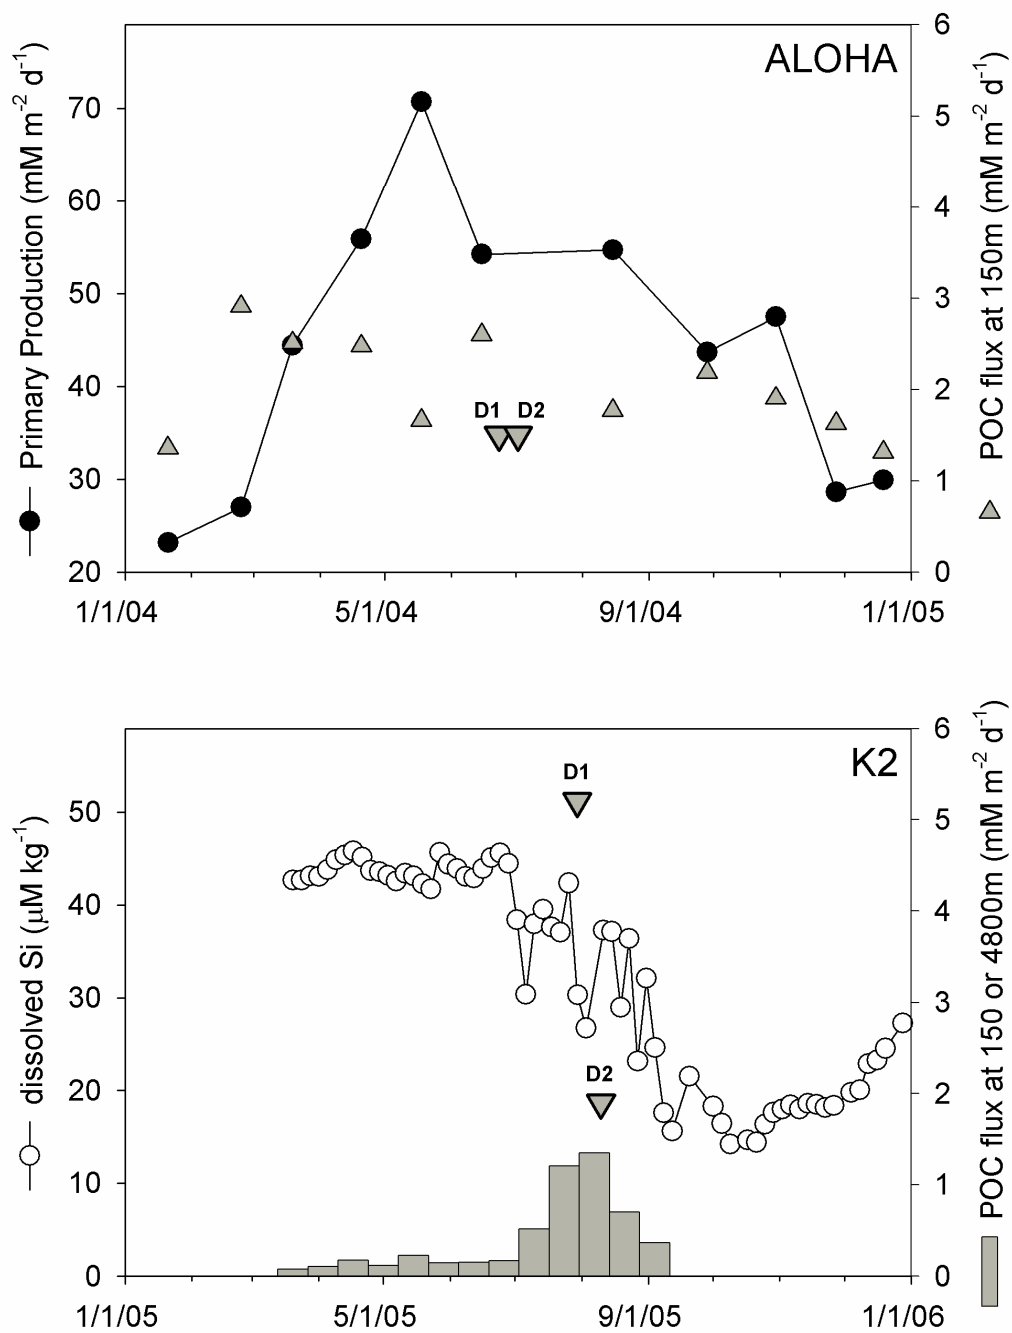 ALOHA
Primary Production (mM m-2 d-1)
70
60
50
40
30
20
6
5
4
3
2
1
0
POC flux at 150m (mM m-2 d-1)
D1 D2
1/1/04 5/1/04 9/1/04 1/1/05
K2
dissolved Si (µM kg-1)
50
40
30
20
10
0
6
5
4
3
2
1
0
POC flux at 150 or 4800m (mM m-2 d-1)
D1
D2
1/1/05 5/1/05 9/1/05 1/1/06